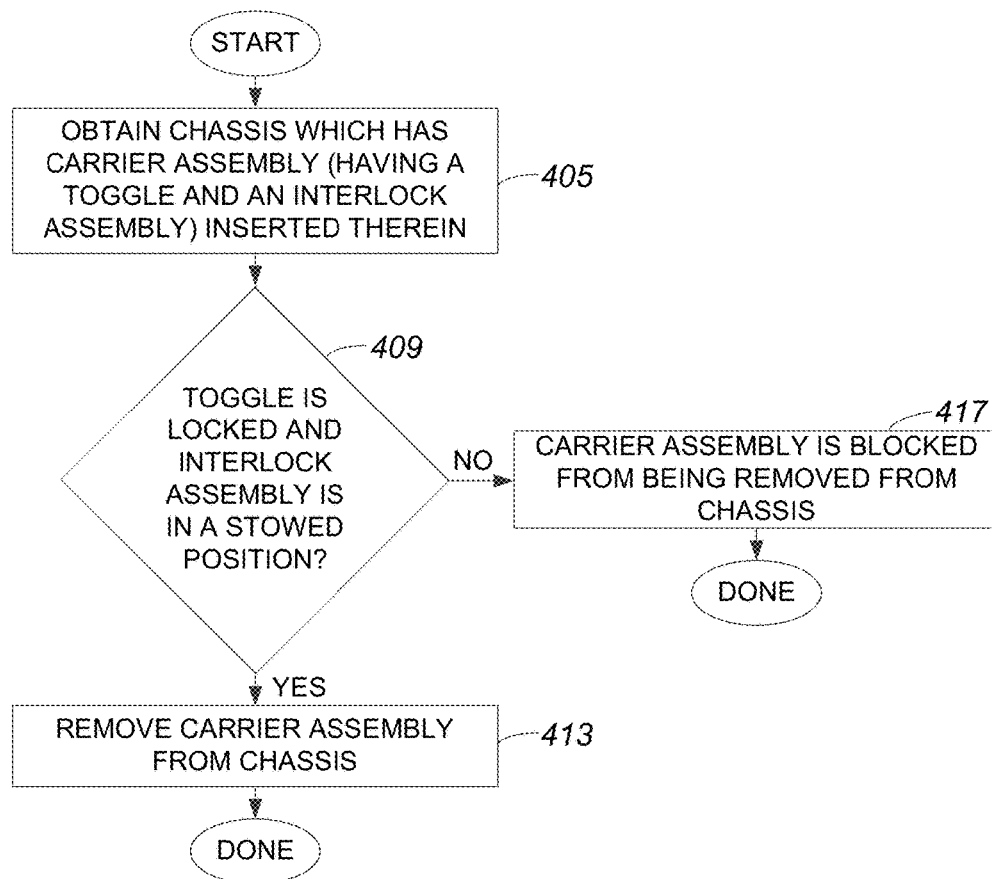 START
OBTAIN CHASSIS WHICH HAS
CARRIER ASSEMBLY (HAVING A
TOGGLE AND AN INTERLOCK
ASSEMBLY) INSERTED THEREIN
405
409
TOGGLE IS
LOCKED AND
INTERLOCK
ASSEMBLY IS
IN A STOWED
POSITION?
NO
417
CARRIER ASSEMBLY IS BLOCKED
FROM BEING REMOVED FROM
CHASSIS
DONE
YES
REMOVE CARRIER ASSEMBLY
FROM CHASSIS
413
DONE